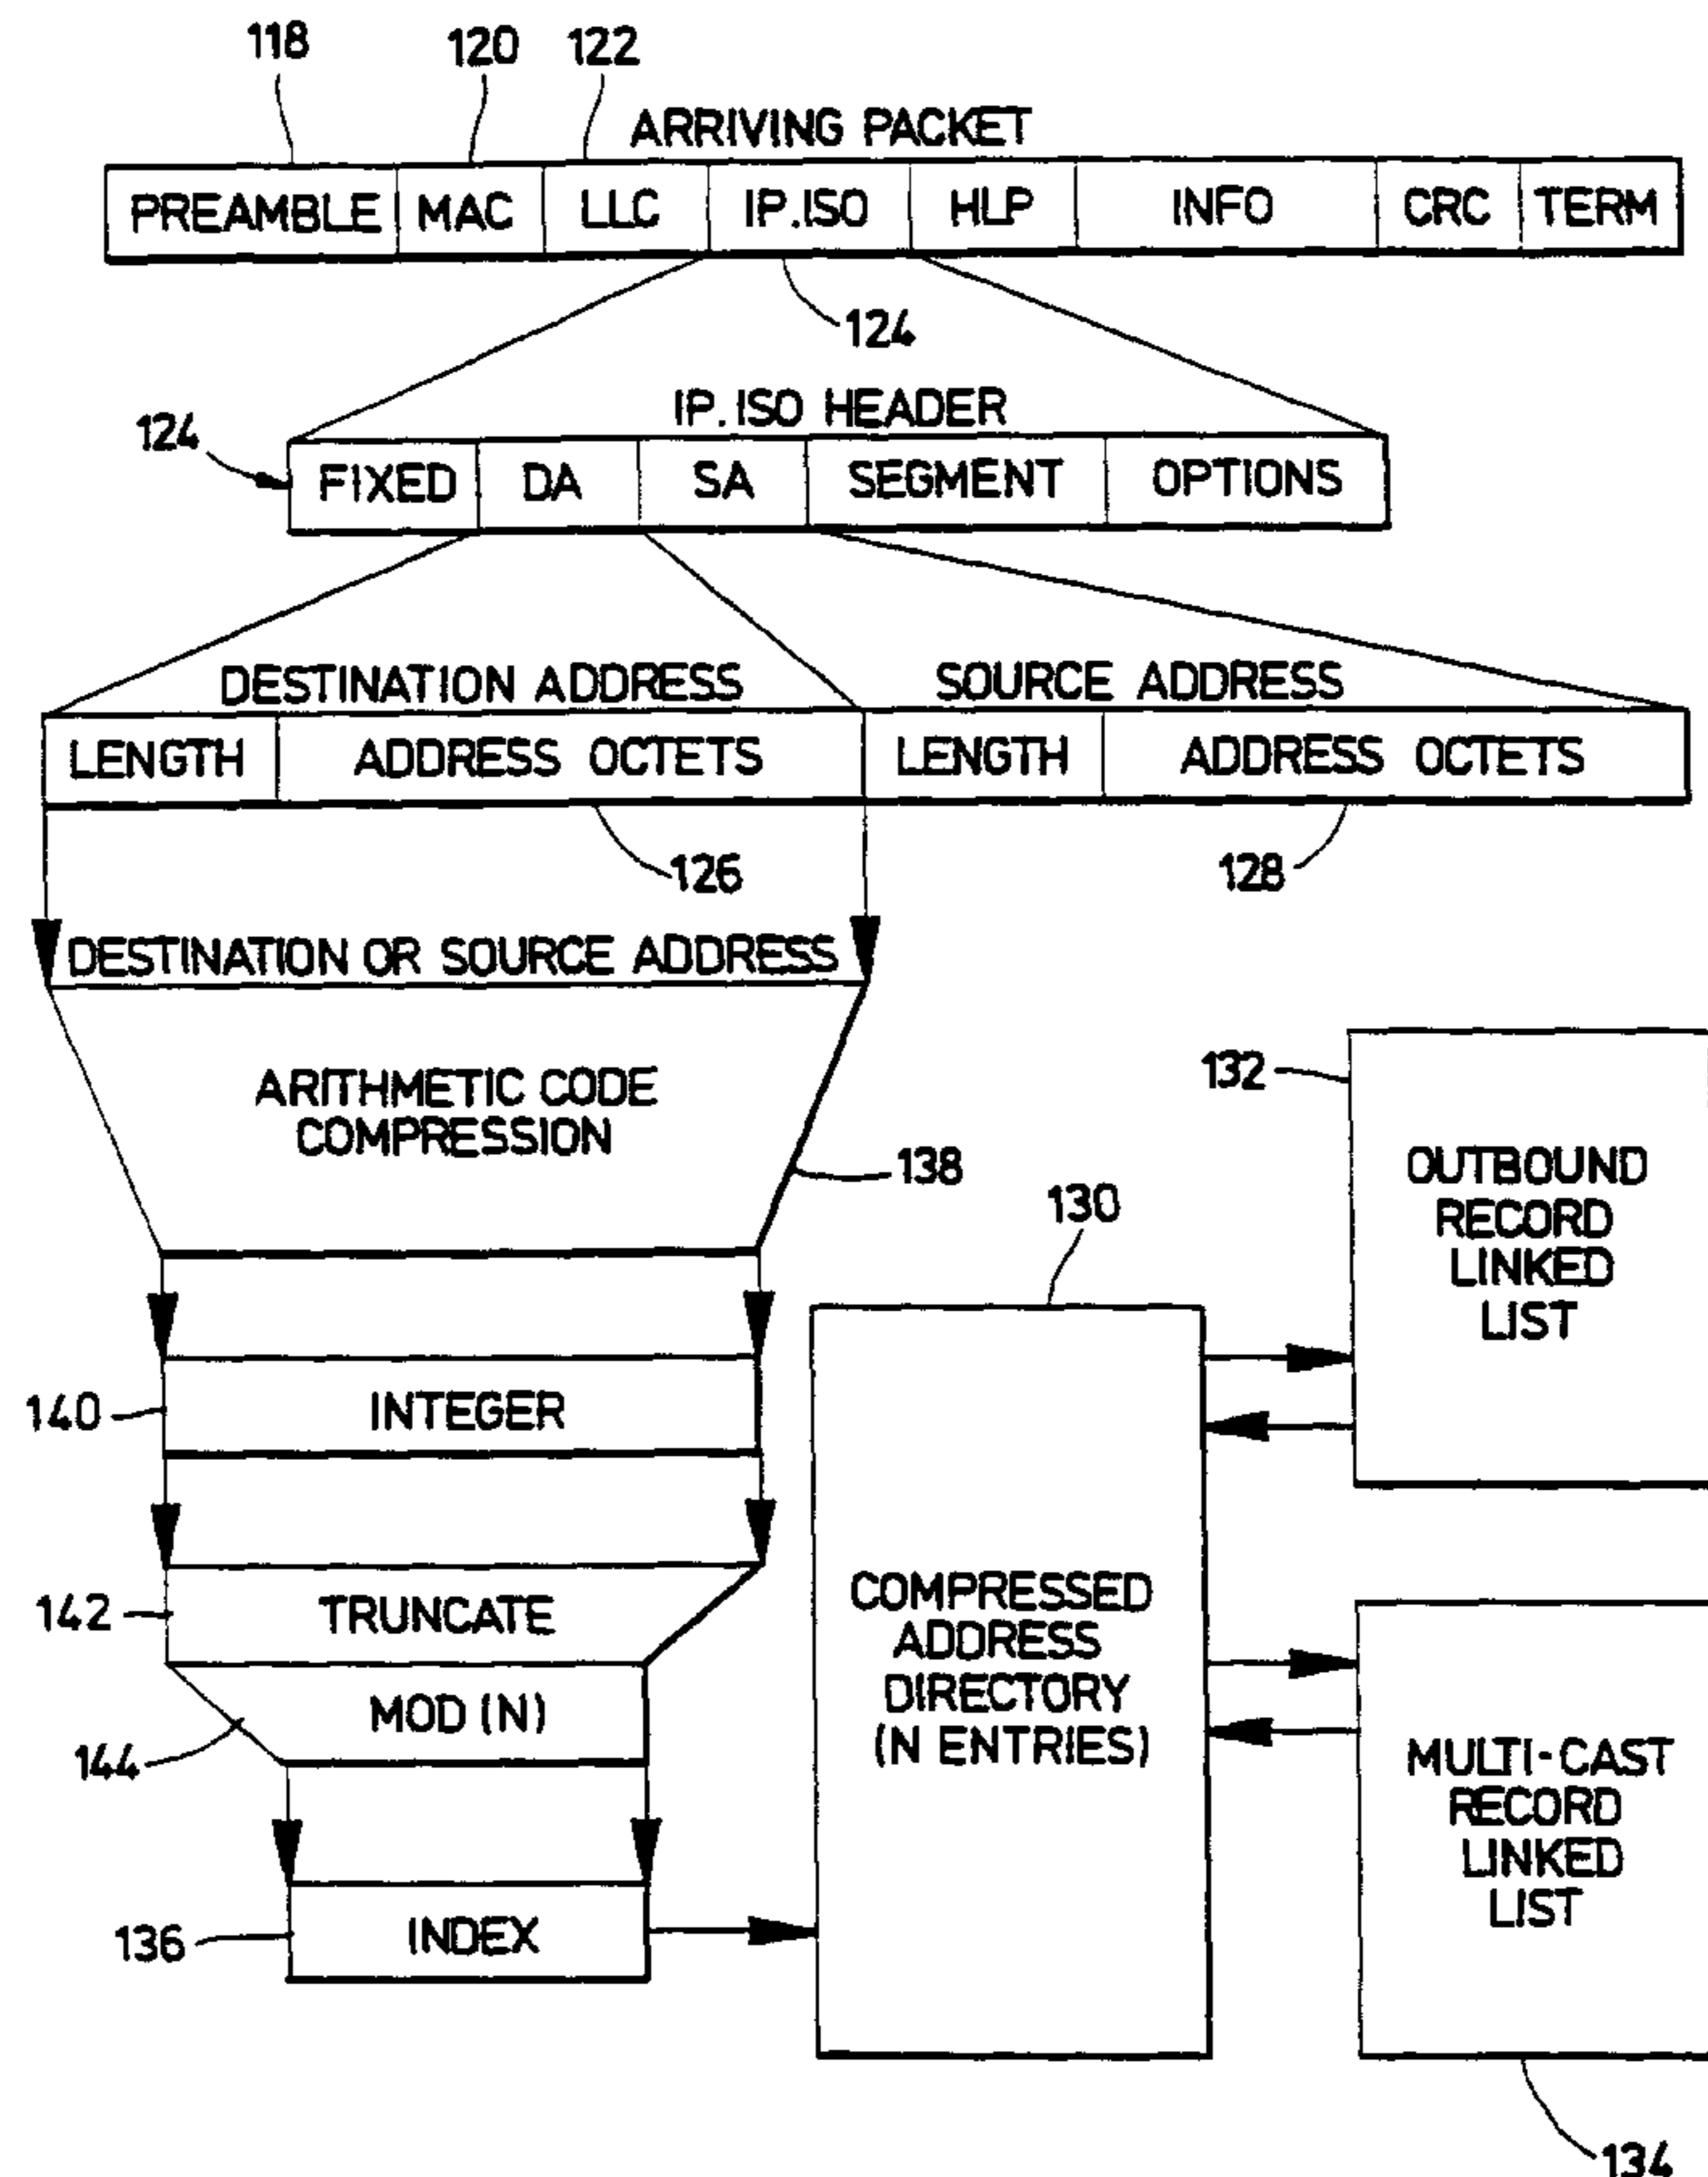 118
120
122
ARRIVING PACKET
PREAMBLE MAC LLC IP.ISO HLP INFO CRC TERM
124
IP.ISO HEADER
124
FIXED DA SA SEGMENT OPTIONS
DESTINATION ADDRESS
SOURCE ADDRESS
LENGTH ADDRESS OCTETS LENGTH ADDRESS OCTETS
126
128
DESTINATION OR SOURCE ADDRESS
ARITHMETIC CODE
COMPRESSION
138
132
OUTBOUND
RECORD
LINKED
LIST
130
140
INTEGER
142
TRUNCATE
COMPRESSED
ADDRESS
DIRECTORY
(N ENTRIES)
144
MOD (N)
MULTI-CAST
RECORD
LINKED
LIST
136
INDEX
134